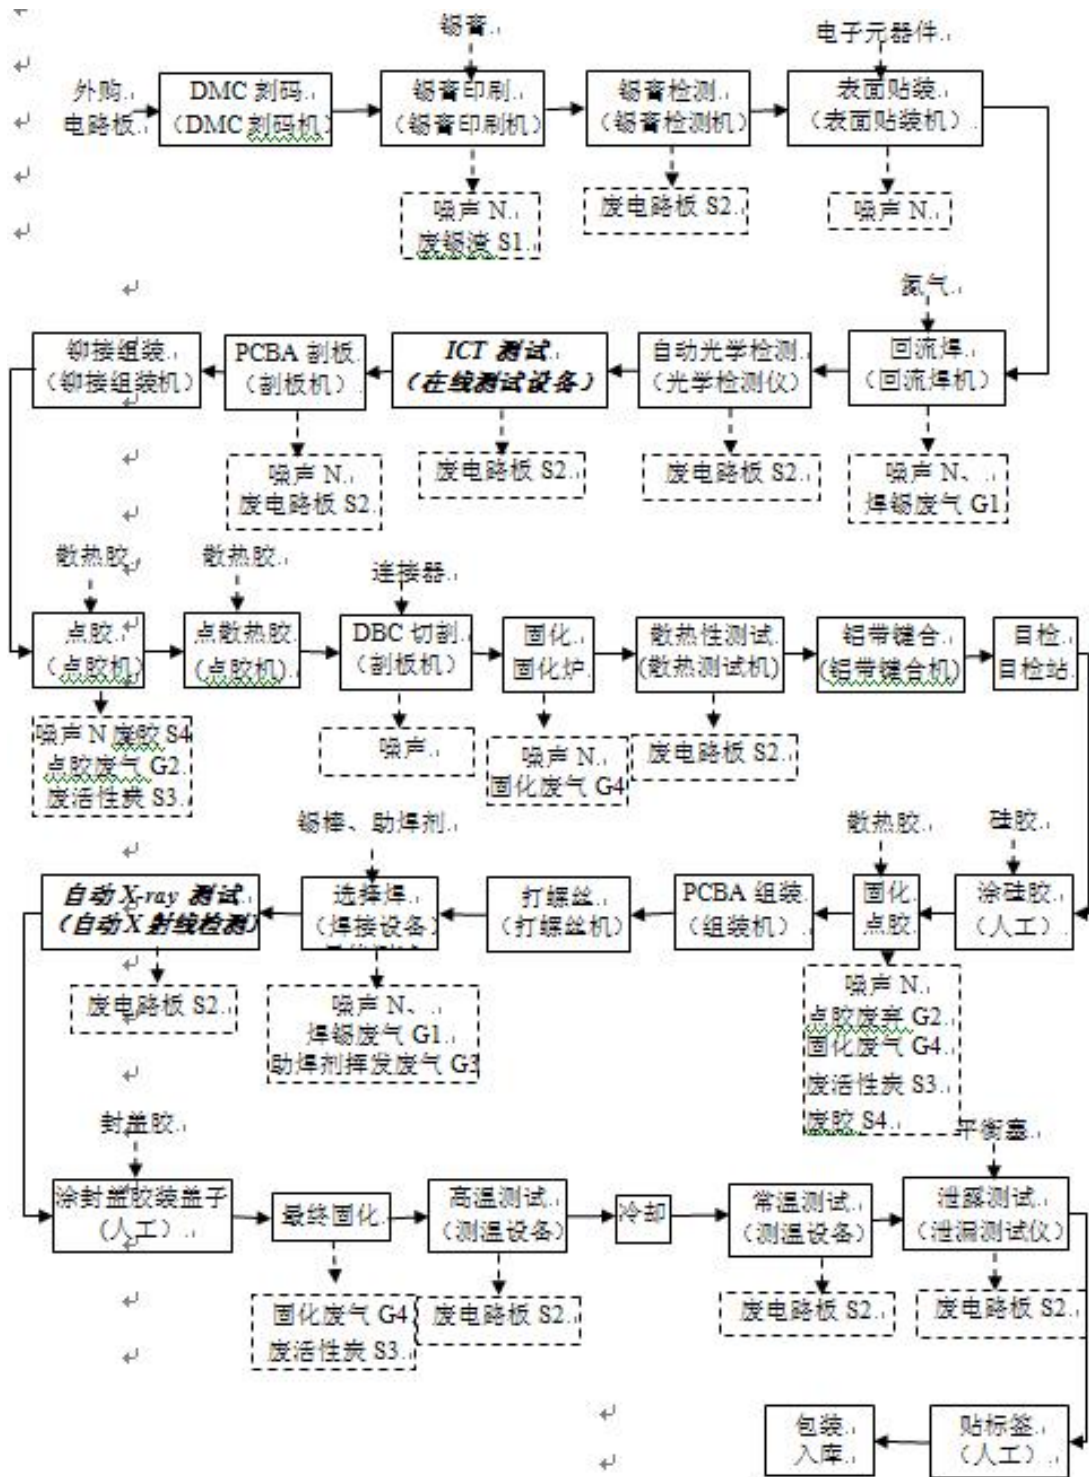 锡膏
电子元器件
外购
电路板
DMC 刻码
（DMC 刻码机）
锡膏印刷
（锡膏印刷机）
锡膏检测
（锡膏检测机）
表面贴装
（表面贴装机）
噪声 N
废锡渣 S1
废电路板 S2
噪声 N
氮气
铆接组装
（铆接组装机）
PCBA 割板
（割板机）
ICT 测试
（在线测试设备）
自动光学检测
（光学检测仪）
回流焊
（回流焊机）
噪声 N
废电路板 S2
废电路板 S2
废电路板 S2
噪声 N、
焊锡废气 G1
散热胶
散热胶
连接器
点胶
（点胶机）
点散热胶
（点胶机）
DBC 切割
（割板机）
固化
固化炉
散热性测试
(散热测试机)
铝带键合
(铝带键合机)
目检
目检站
噪声 N 废胶 S4
点胶废气 G2
废活性炭 S3
噪声
噪声 N
固化废气 G4
废电路板 S2
锡棒、助焊剂
散热胶
硅胶
自动 X-ray 测试
（自动 X 射线检测）
选择焊
（焊接设备）
打螺丝
（打螺丝机）
PCBA 组装
（组装机）
固化
点胶
涂硅胶
（人工）
废电路板 S2
噪声 N、
焊锡废气 G1
助焊剂挥发废气 G3
噪声 N
点胶废弃 G2
固化废气 G4
废活性炭 S3
废胶 S4
封盖胶
平衡塞
涂封盖胶装盖子
（人工）
最终固化
高温测试
（测温设备）
冷却
常温测试
（测温设备）
泄露测试
（泄漏测试仪）
固化废气 G4
废活性炭 S3
废电路板 S2
废电路板 S2
废电路板 S2
包装
入库
贴标签
（人工）